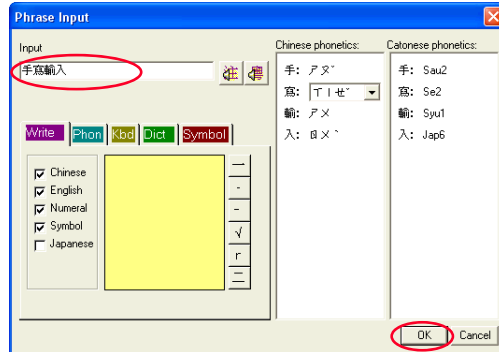 Phrase Input
Input
手寫輸入
Write Phon Kbd Dict Symbol
Chinese
English
Numeral
Symbol
Japanese
Chinese phonetics:
手: ㄕㄡˇ
寫: ㄒㄧㄝˇ
輸: ㄕㄨ
入: ㄖㄨˋ
Catonese phonetics:
手: Sau2
寫: Se2
輸: Syu1
入: Jap6
OK Cancel